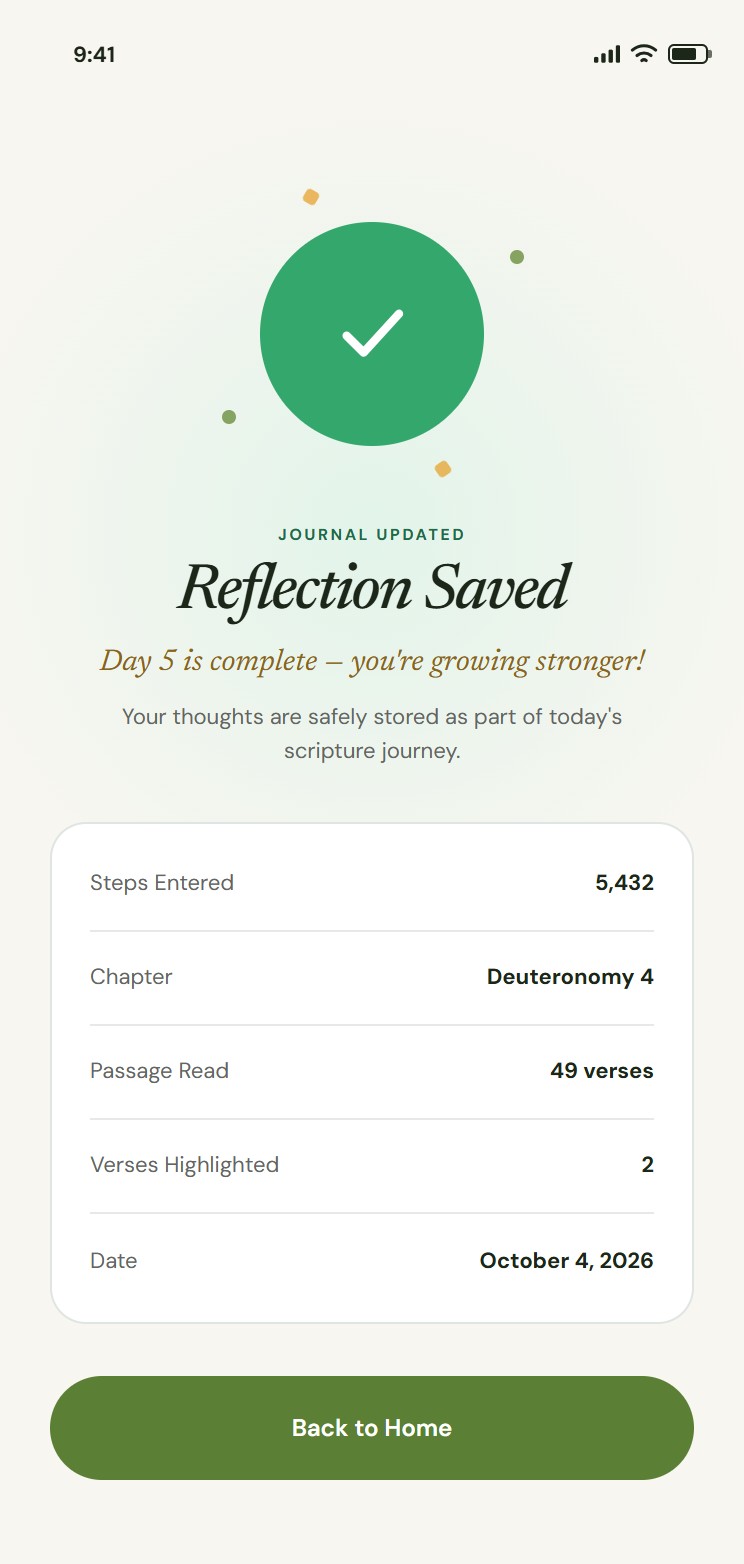 9:41
JOURNAL UPDATED
Reflection Saved
Day 5 is complete – you're growing stronger!
Your thoughts are safely stored as part of today's
scripture journey.
Steps Entered 5,432
Chapter Deuteronomy 4
Passage Read 49 verses
Verses Highlighted 2
Date October 4, 2026
Back to Home